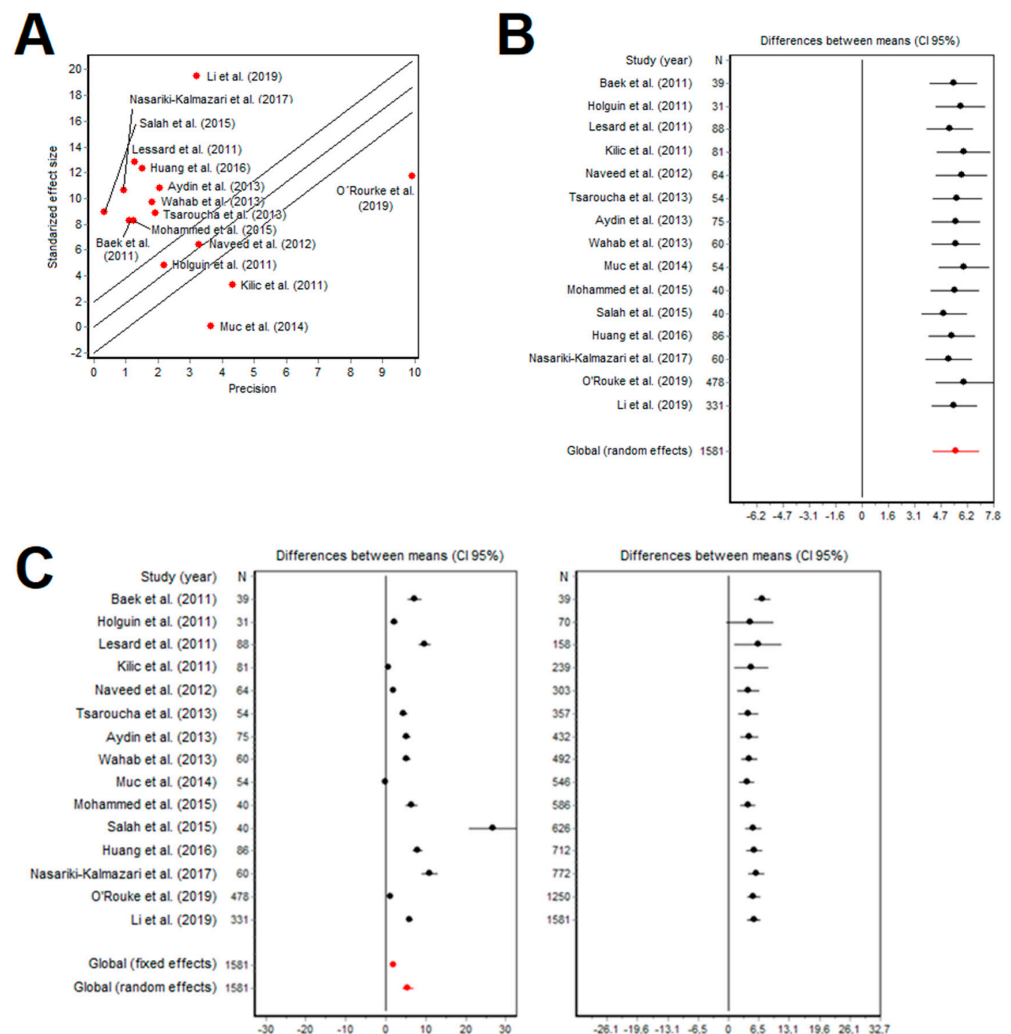 A
Standardized effect size
20
18
16
14
12
10
8
6
4
2
0
-2
Li et al. (2019)
Nasariki-Kalmazari et al. (2017)
Salah et al. (2015)
Lessard et al. (2011)
Huang et al. (2016)
Aydin et al. (2013)
Wahab et al. (2013)
Tsaroucha et al. (2013)
Mohammed et al. (2015)
Baek et al.
(2011)
Naveed et al. (2012)
Holguin et al. (2011)
Kilic et al. (2011)
Muc et al. (2014)
O´Rourke et al.
(2019)
0 1 2 3 4 5 6 7 8 9 10
Precision
B
Differences between means (CI 95%)
Study (year) N
Baek et al. (2011) 39
Holguin et al. (2011) 31
Lesard et al. (2011) 88
Kilic et al. (2011) 81
Naveed et al. (2012) 64
Tsaroucha et al. (2013) 54
Aydin et al. (2013) 75
Wahab et al. (2013) 60
Muc et al. (2014) 54
Mohammed et al. (2015) 40
Salah et al. (2015) 40
Huang et al. (2016) 86
Nasariki-Kalmazari et al. (2017) 60
O'Rouke et al. (2019) 478
Li et al. (2019) 331
Global (random effects) 1581
-6.2 -4.7 -3.1 -1.6 0 1.6 3.1 4.7 6.2 7.8
C
Differences between means (CI 95%) Differences between means (CI 95%)
Study (year) N N
Baek et al. (2011) 39 39
Holguin et al. (2011) 31 70
Lesard et al. (2011) 88 158
Kilic et al. (2011) 81 239
Naveed et al. (2012) 64 303
Tsaroucha et al. (2013) 54 357
Aydin et al. (2013) 75 432
Wahab et al. (2013) 60 492
Muc et al. (2014) 54 546
Mohammed et al. (2015) 40 586
Salah et al. (2015) 40 626
Huang et al. (2016) 86 712
Nasariki-Kalmazari et al. (2017) 60 772
O'Rouke et al. (2019) 478 1250
Li et al. (2019) 331 1581
Global (fixed effects) 1581
Global (random effects) 1581
-30 -20 -10 0 10 20 30 -26.1 -19.6 -13.1 -6.5 0 6.5 13.1 19.6 26.1 32.7